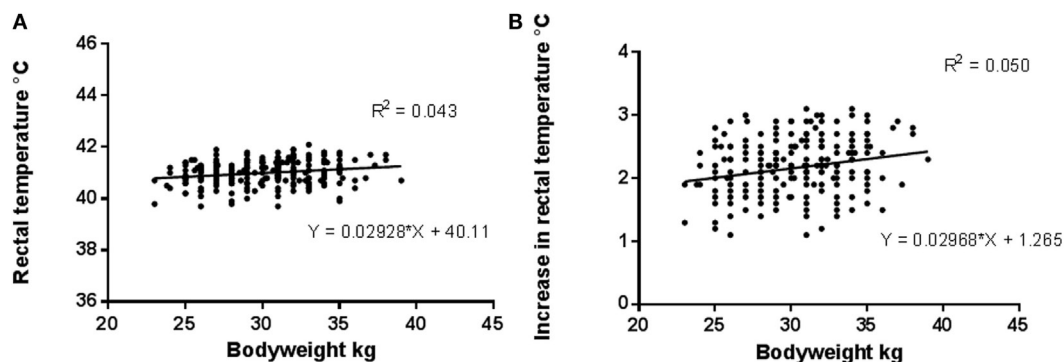 A
Rectal temperature °C
46
44
42
40
38
36
R² = 0.043
Y = 0.02928*X + 40.11
20 25 30 35 40 45
Bodyweight kg
B
Increase in rectal temperature °C
4
3
2
1
0
R² = 0.050
Y = 0.02968*X + 1.265
20 25 30 35 40 45
Bodyweight kg